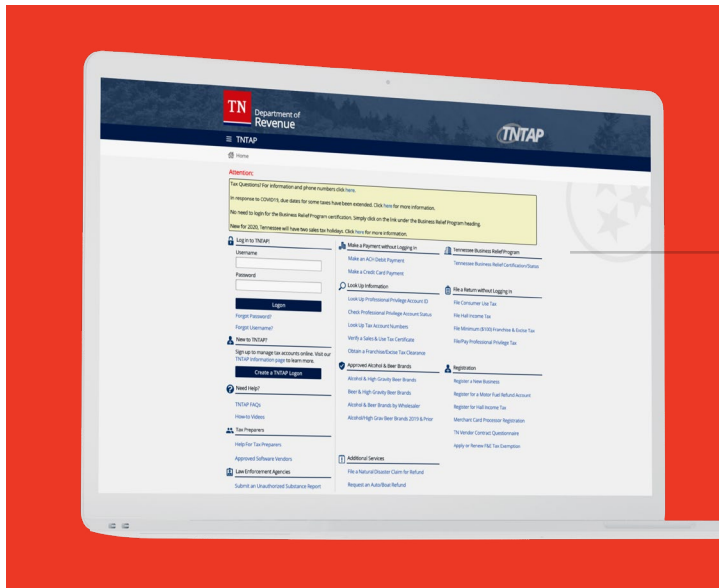 TN
Department of
Revenue
TNTAP
≡ TNTAP
Home
Attention:
Tax Questions? For information and phone numbers click here.
In response to COVID19, due dates for some taxes have been extended. Click here for more information.
No need to login for the Business Relief Program certification. Simply click on the link under the Business Relief Program heading.
New for 2020, Tennessee will have two sales tax holidays. Click here for more information.
Log in to TNTAP!
Username
Password
Logon
Forgot Password?
Forgot Username?
New to TNTAP?
Sign up to manage tax accounts online. Visit our
TNTAP Information page to learn more.
Create a TNTAP Logon
Need Help?
TNTAP FAQs
How-to Videos
Tax Preparers
Help For Tax Preparers
Approved Software Vendors
Law Enforcement Agencies
Submit an Unauthorized Substance Report
Make a Payment without Logging In
Make an ACH Debit Payment
Make a Credit Card Payment
Look Up Information
Look Up Professional Privilege Account ID
Check Professional Privilege Account Status
Look Up Tax Account Numbers
Verify a Sales & Use Tax Certificate
Obtain a Franchise/Excise Tax Clearance
Approved Alcohol & Beer Brands
Alcohol & High Gravity Beer Brands
Beer & High Gravity Beer Brands
Alcohol & Beer Brands by Wholesaler
Alcohol/High Grav Beer Brands 2019 & Prior
Additional Services
File a Natural Disaster Claim for Refund
Request an Auto/Boat Refund
Tennessee Business Relief Program
Tennessee Business Relief Certification/Status
File a Return without Logging In
File Consumer Use Tax
File Hall Income Tax
File Minimum ($100) Franchise & Excise Tax
File/Pay Professional Privilege Tax
Registration
Register a New Business
Register for a Motor Fuel Refund Account
Register for Hall Income Tax
Merchant Card Processor Registration
TN Vendor Contract Questionnaire
Apply or Renew F&E Tax Exemption